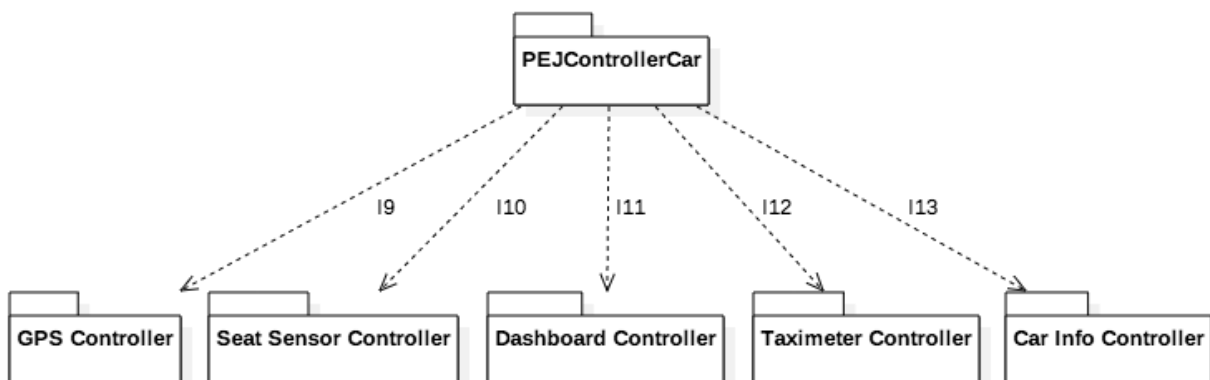 PEJControllerCar
I9
I10
I11
I12
I13
GPS Controller
Seat Sensor Controller
Dashboard Controller
Taximeter Controller
Car Info Controller